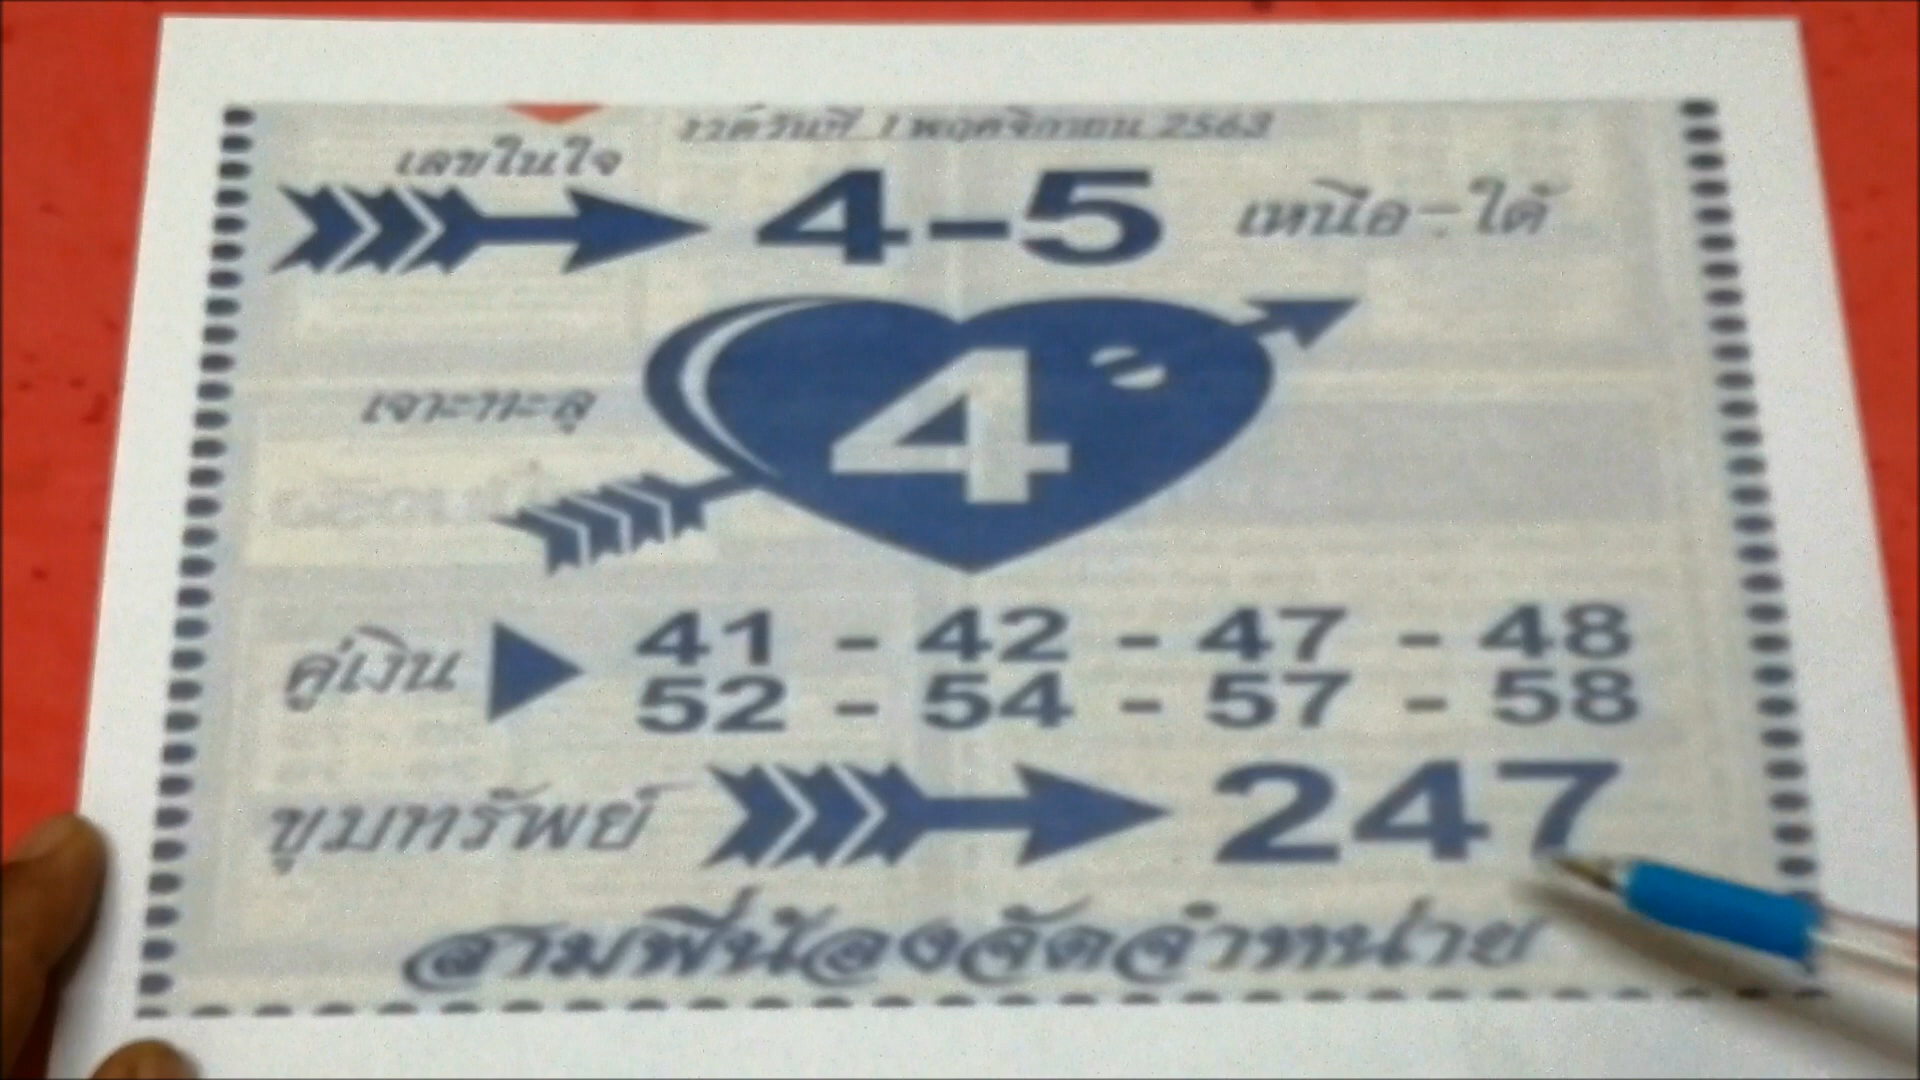 งวดวันที่ 1 พฤศจิกายน 2563
เลขในใจ
4-5 เหนือ-ใต้
เจาะทะลุ
4
คู่เงิน
41 - 42 - 47 - 48
52 - 54 - 57 - 58
ขุมทรัพย์ 247
สามพี่น้องจัดจำหน่าย